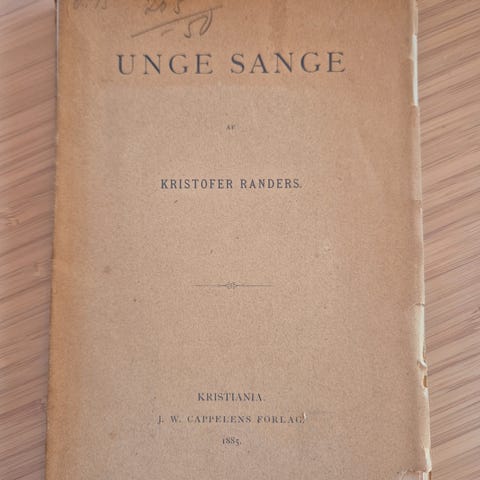 UNGE SANGE
AF
KRISTOFER RANDERS.
KRISTIANIA.
J. W. CAPPELENS FORLAG.
1885.